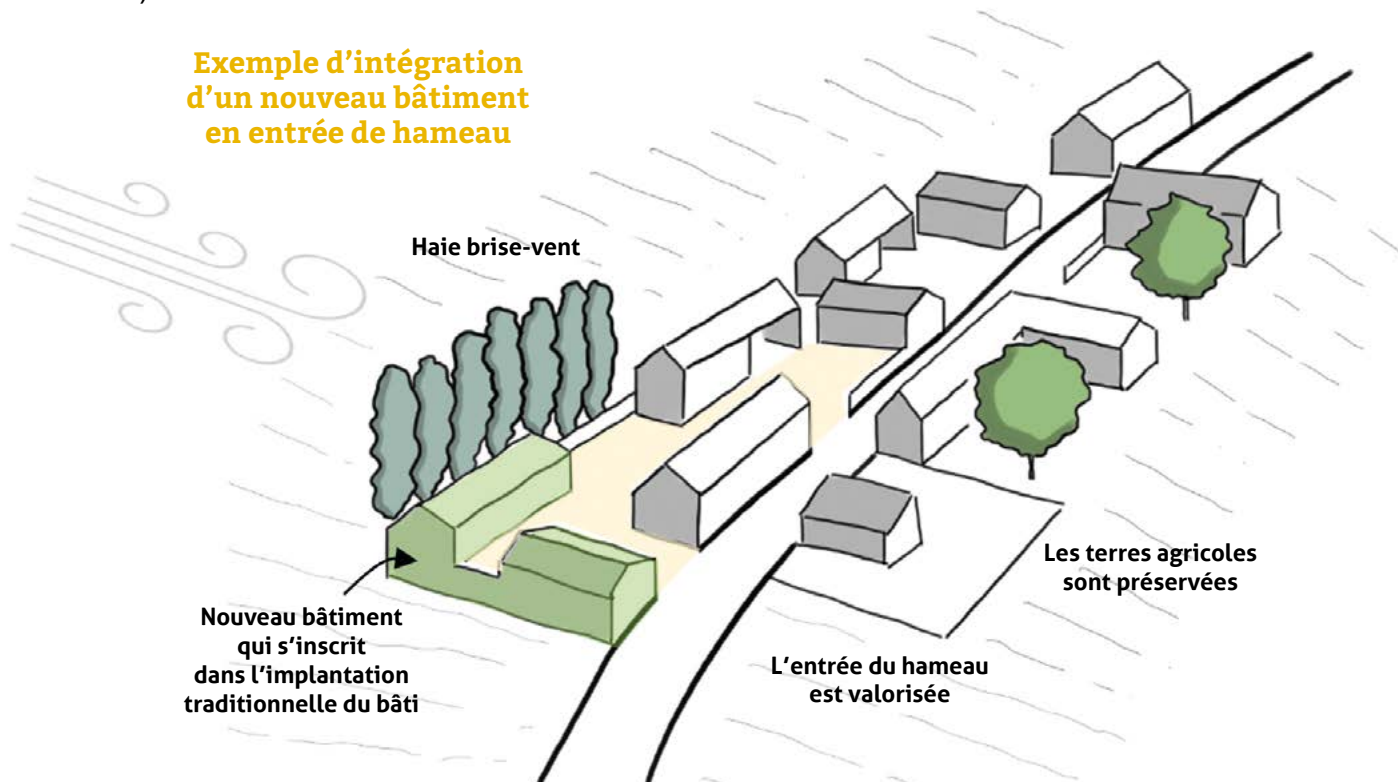 Exemple d’intégration
d’un nouveau bâtiment
en entrée de hameau
Haie brise-vent
Les terres agricoles
sont préservées
Nouveau bâtiment
qui s’inscrit
dans l’implantation
traditionnelle du bâti
L’entrée du hameau
est valorisée